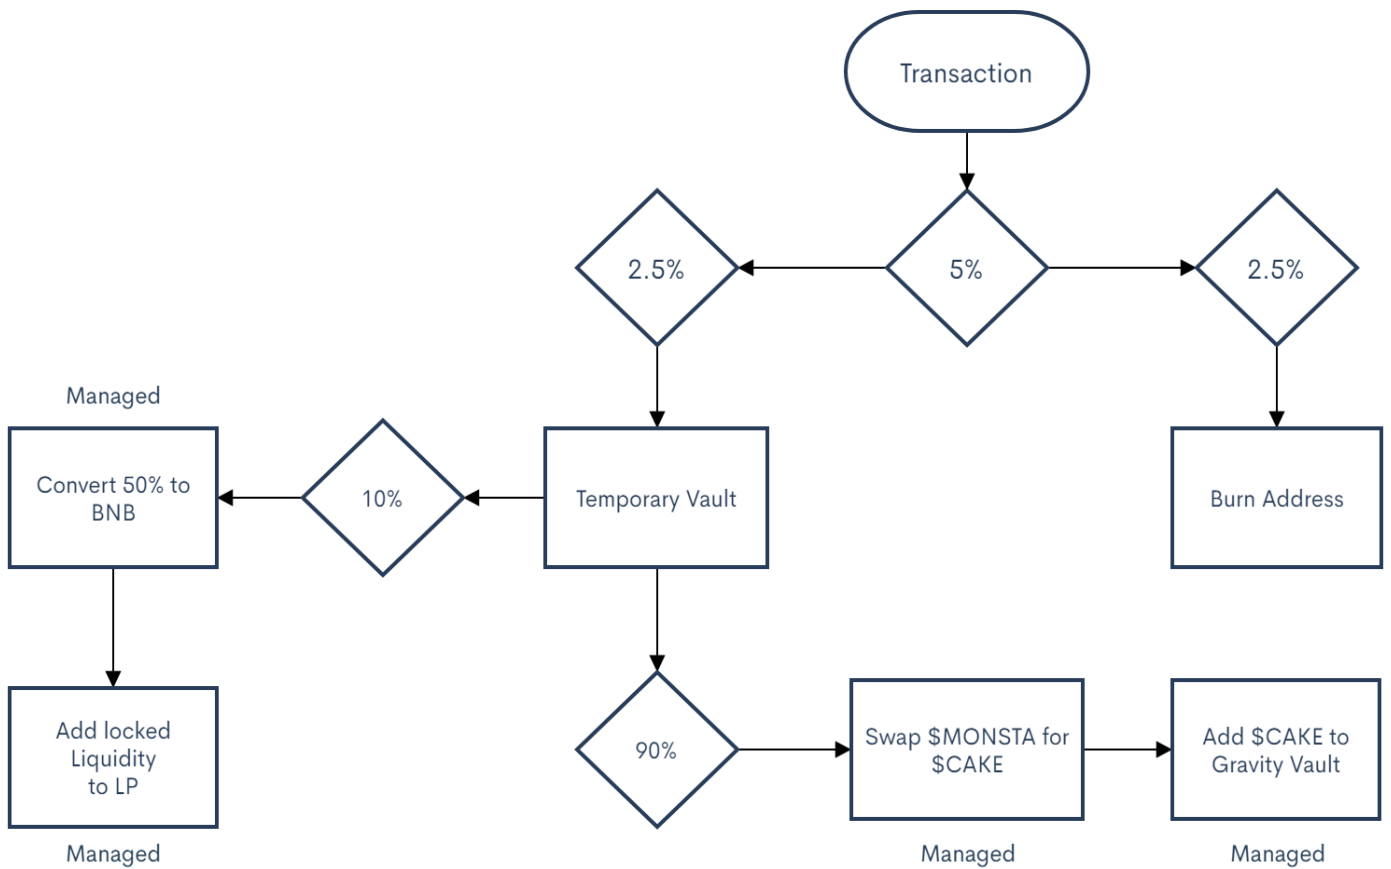 Transaction
2.5%
5%
2.5%
Managed
Convert 50% to
BNB
10%
Temporary Vault
Burn Address
Add locked
Liquidity
to LP
90%
Swap $MONSTA for
$CAKE
Add $CAKE to
Gravity Vault
Managed
Managed
Managed